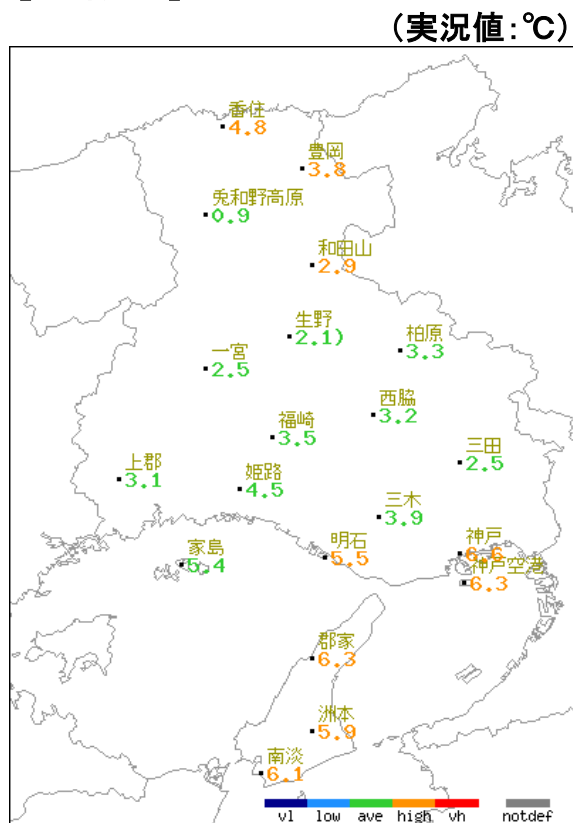 (実況値:℃)
香住
4.8
豊岡
3.8
兎和野高原
0.9
和田山
2.9
生野
2.1)
柏原
3.3
一宮
2.5
西脇
3.2
福崎
3.5
三田
2.5
上郡
3.1
姫路
4.5
三木
3.9
神戸
6.6
明石
5.5
家島
5.4
神戸空港
6.3
郡家
6.3
洲本
5.9
南淡
6.1
vl low ave high vh notdef